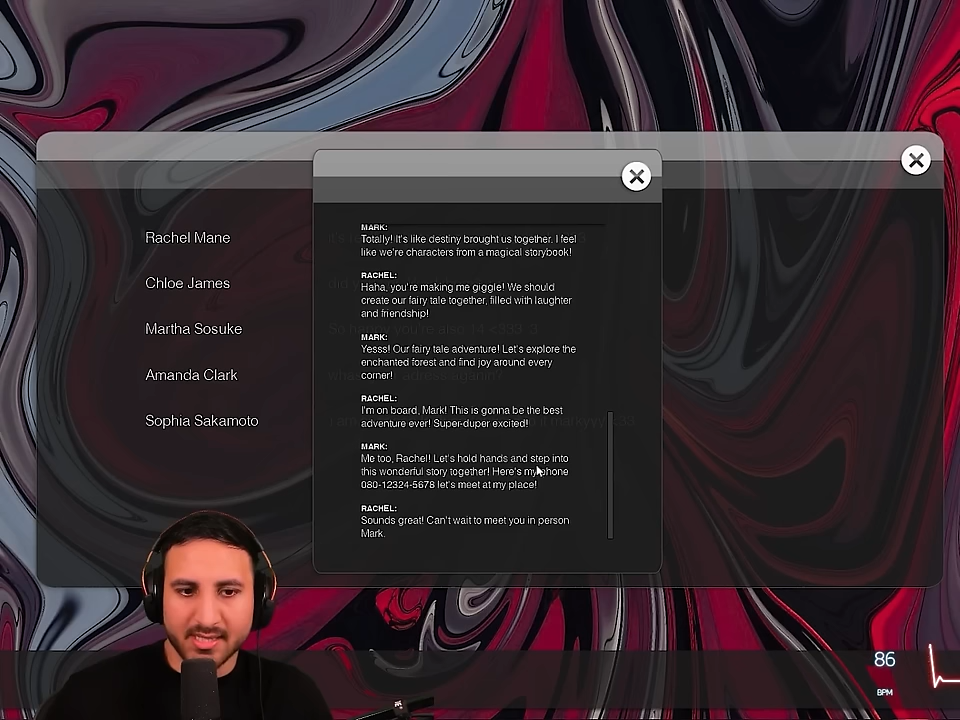 MARK:
Totally! It's like destiny brought us together. I feel
like we're characters from a magical storybook!
RACHEL:
Haha, you're making me giggle! We should
create our fairy tale together, filled with laughter
and friendship!
MARK:
Yesss! Our fairy tale adventure! Let's explore the
enchanted forest and find joy around every
corner!
RACHEL:
I'm on board, Mark! This is gonna be the best
adventure ever! Super-duper excited!
MARK:
Me too, Rachel! Let's hold hands and step into
this wonderful story together! Here's my phone
080-12324-5678 let's meet at my place!
RACHEL:
Sounds great! Can't wait to meet you in person
Mark.
Rachel Mane
Chloe James
Martha Sosuke
Amanda Clark
Sophia Sakamoto
86
BPM